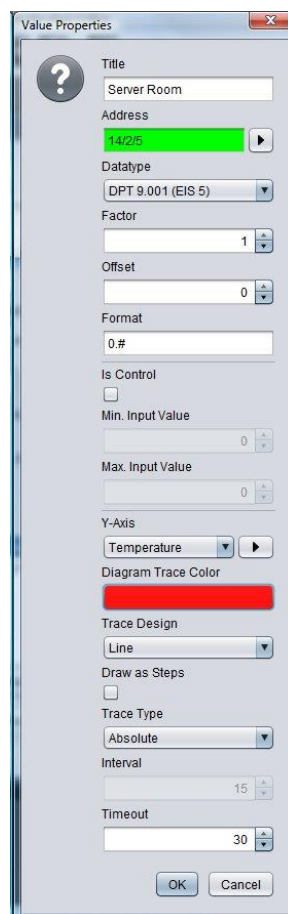 Value Properties
Title
Server Room
Address
14/2/5
Datatype
DPT 9.001 (EIS 5)
Factor
1
Offset
0
Format
0.#
Is Control
Min. Input Value
0
Max. Input Value
0
Y-Axis
Temperature
Diagram Trace Color
Trace Design
Line
Draw as Steps
Trace Type
Absolute
Interval
15
Timeout
30
OK Cancel